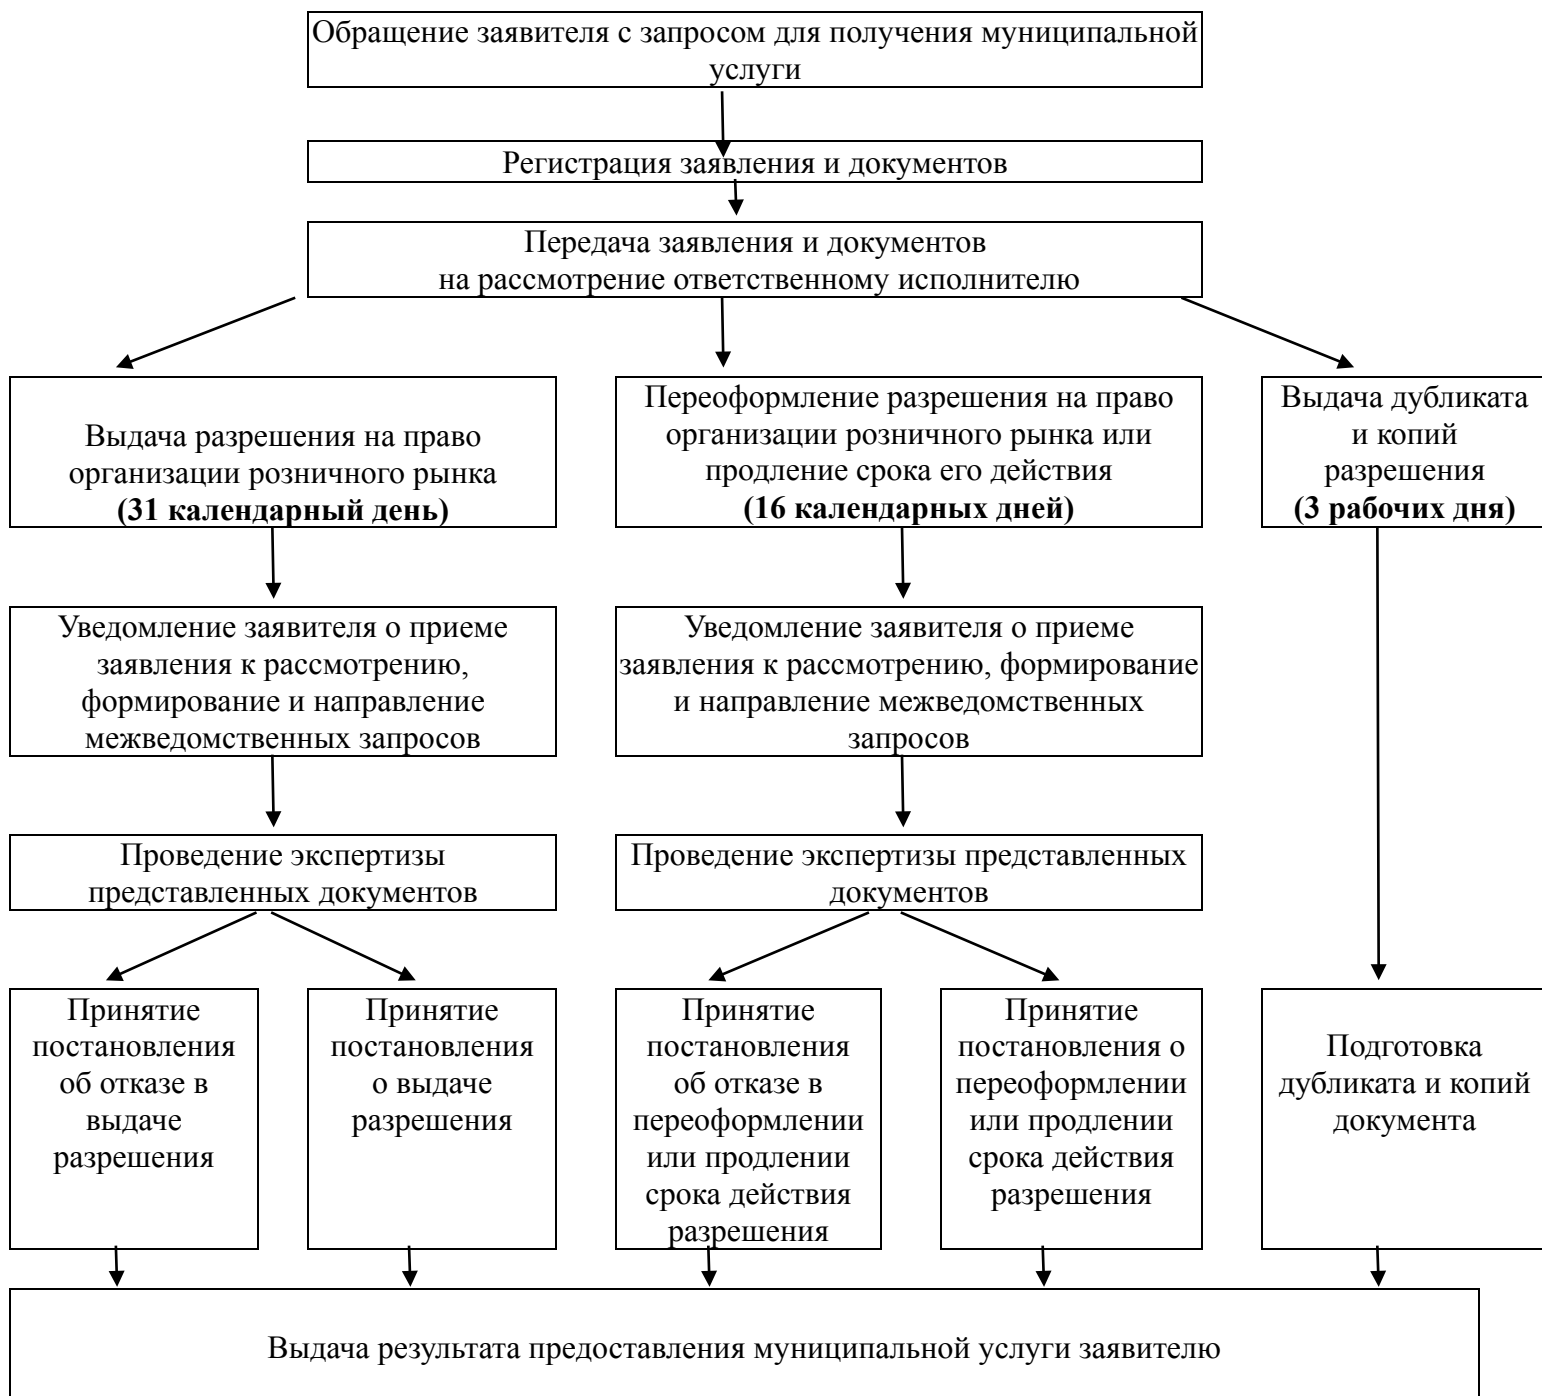 Обращение заявителя с запросом для получения муниципальной
услуги
Регистрация заявления и документов
Передача заявления и документов
на рассмотрение ответственному исполнителю
Выдача разрешения на право
организации розничного рынка
(31 календарный день)
Переоформление разрешения на право
организации розничного рынка или
продление срока его действия
(16 календарных дней)
Выдача дубликата
и копий
разрешения
(3 рабочих дня)
Уведомление заявителя о приеме
заявления к рассмотрению,
формирование и направление
межведомственных запросов
Уведомление заявителя о приеме
заявления к рассмотрению, формирование
и направление межведомственных
запросов
Проведение экспертизы
представленных документов
Проведение экспертизы представленных
документов
Принятие
постановления
об отказе в
выдаче
разрешения
Принятие
постановления
о выдаче
разрешения
Принятие
постановления
об отказе в
переоформлении
или продлении
срока действия
разрешения
Принятие
постановления о
переоформлении
или продлении
срока действия
разрешения
Подготовка
дубликата и копий
документа
Выдача результата предоставления муниципальной услуги заявителю